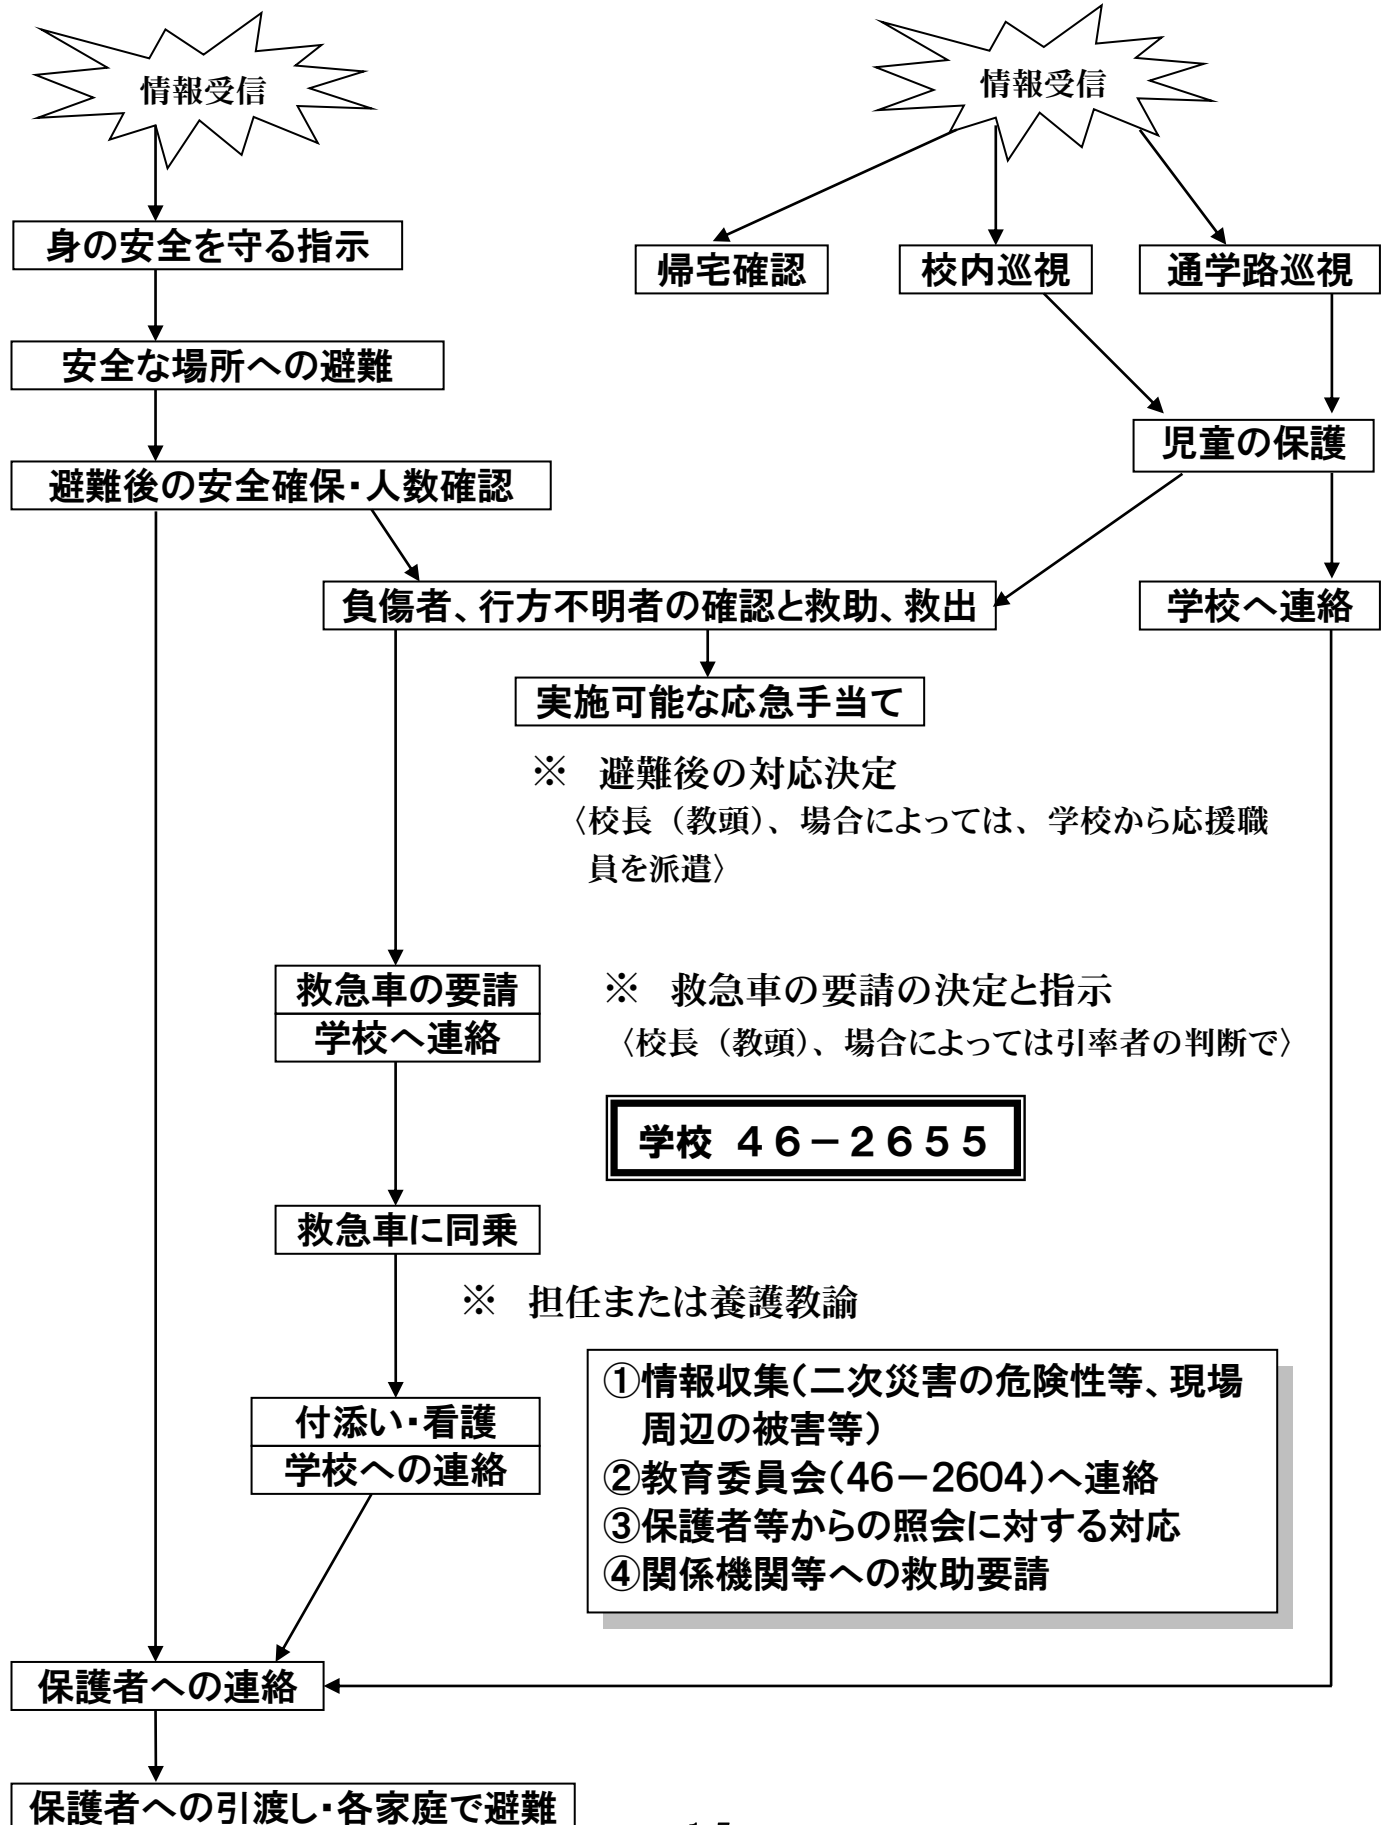 情報受信
情報受信
身の安全を守る指示
帰宅確認
校内巡視
通学路巡視
安全な場所への避難
児童の保護
避難後の安全確保・人数確認
負傷者、行方不明者の確認と救助、救出
学校へ連絡
実施可能な応急手当て
※ 避難後の対応決定
〈校長（教頭）、場合によっては、学校から応援職
員を派遣〉
救急車の要請
学校へ連絡
※ 救急車の要請の決定と指示
〈校長（教頭）、場合によっては引率者の判断で〉
学校 ４６－２６５５
救急車に同乗
※ 担任または養護教諭
①情報収集（二次災害の危険性等、現場
周辺の被害等）
②教育委員会（46－2604）へ連絡
③保護者等からの照会に対する対応
④関係機関等への救助要請
付添い・看護
学校への連絡
保護者への連絡
保護者への引渡し・各家庭で避難